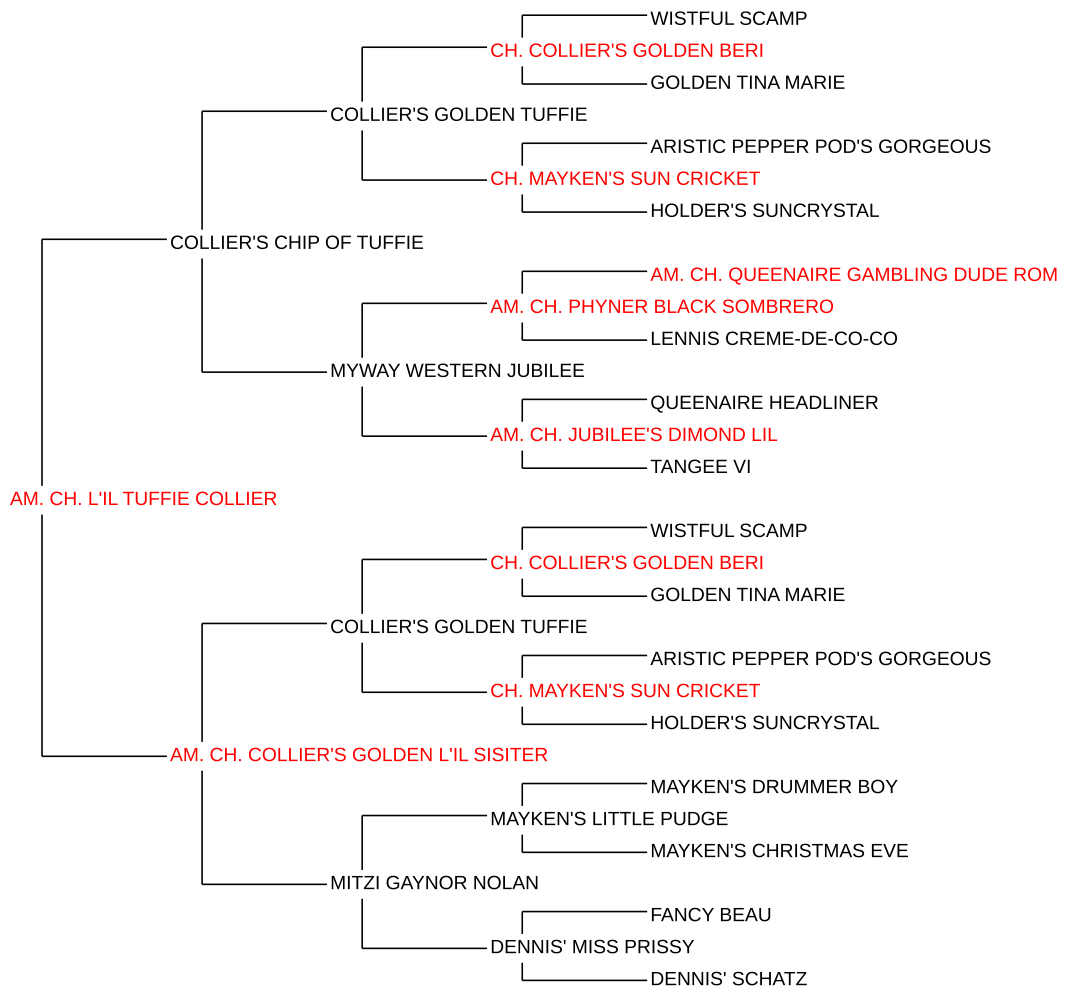 WISTFUL SCAMP
CH. COLLIER'S GOLDEN BERI
GOLDEN TINA MARIE
COLLIER'S GOLDEN TUFFIE
ARISTIC PEPPER POD'S GORGEOUS
CH. MAYKEN'S SUN CRICKET
HOLDER'S SUNCRYSTAL
COLLIER'S CHIP OF TUFFIE
AM. CH. QUEENAIRE GAMBLING DUDE ROM
AM. CH. PHYNER BLACK SOMBRERO
LENNIS CREME-DE-CO-CO
MYWAY WESTERN JUBILEE
QUEENAIRE HEADLINER
AM. CH. JUBILEE'S DIMOND LIL
TANGEE VI
AM. CH. L'IL TUFFIE COLLIER
WISTFUL SCAMP
CH. COLLIER'S GOLDEN BERI
GOLDEN TINA MARIE
COLLIER'S GOLDEN TUFFIE
ARISTIC PEPPER POD'S GORGEOUS
CH. MAYKEN'S SUN CRICKET
HOLDER'S SUNCRYSTAL
AM. CH. COLLIER'S GOLDEN L'IL SISITER
MAYKEN'S DRUMMER BOY
MAYKEN'S LITTLE PUDGE
MAYKEN'S CHRISTMAS EVE
MITZI GAYNOR NOLAN
FANCY BEAU
DENNIS' MISS PRISSY
DENNIS' SCHATZ